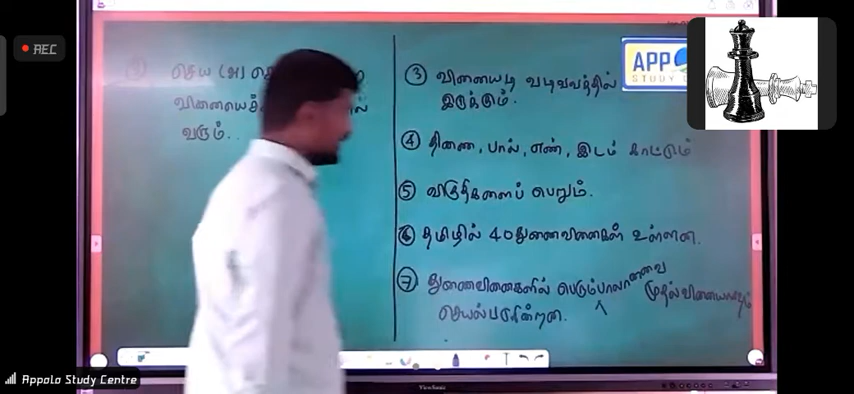 REC
செய (அ)
வினையெச்
வரும்..
③ வினையடி வடிவத்தில்
இருக்கும்.
④ திணை, பால், எண், இடம் காட்டும்
⑤ விகுதிகளைப் பெறும்.
⑥ தமிழில் 40 துணைவினைகள் உள்ளன.
⑦ துணைவினைகளில் பெரும்பாலானவை முதல்வினையாகவும்
செயல்படுகின்றன.
APP
STUDY
ViewSonic
Appolo Study Centre